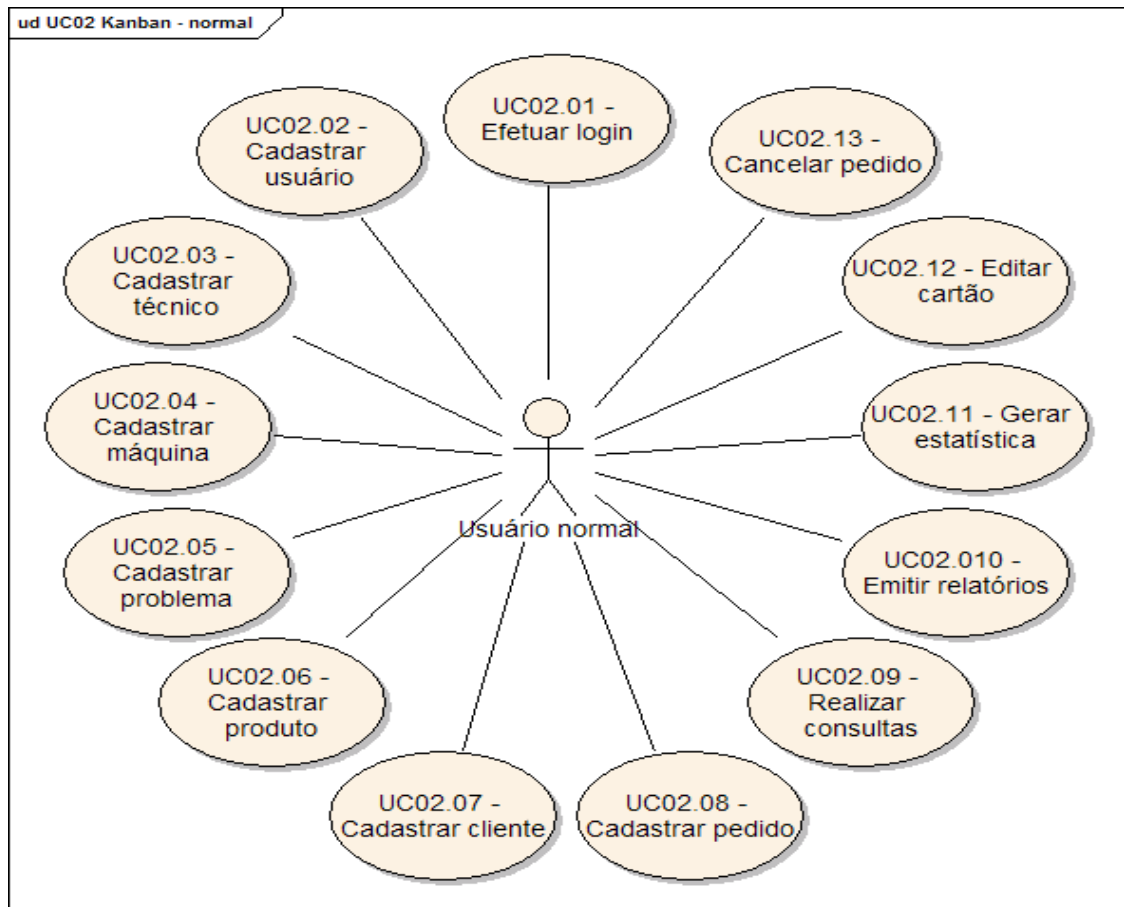 ud UC02 Kanban - normal
UC02.01 -
Efetuar login
UC02.02 -
Cadastrar
usuário
UC02.03 -
Cadastrar
técnico
UC02.04 -
Cadastrar
máquina
UC02.05 -
Cadastrar
problema
UC02.06 -
Cadastrar
produto
UC02.07 -
Cadastrar cliente
UC02.08 -
Cadastrar pedido
UC02.09 -
Realizar
consultas
UC02.010 -
Emitir relatórios
UC02.11 - Gerar
estatística
UC02.12 - Editar
cartão
UC02.13 -
Cancelar pedido
Usuário normal